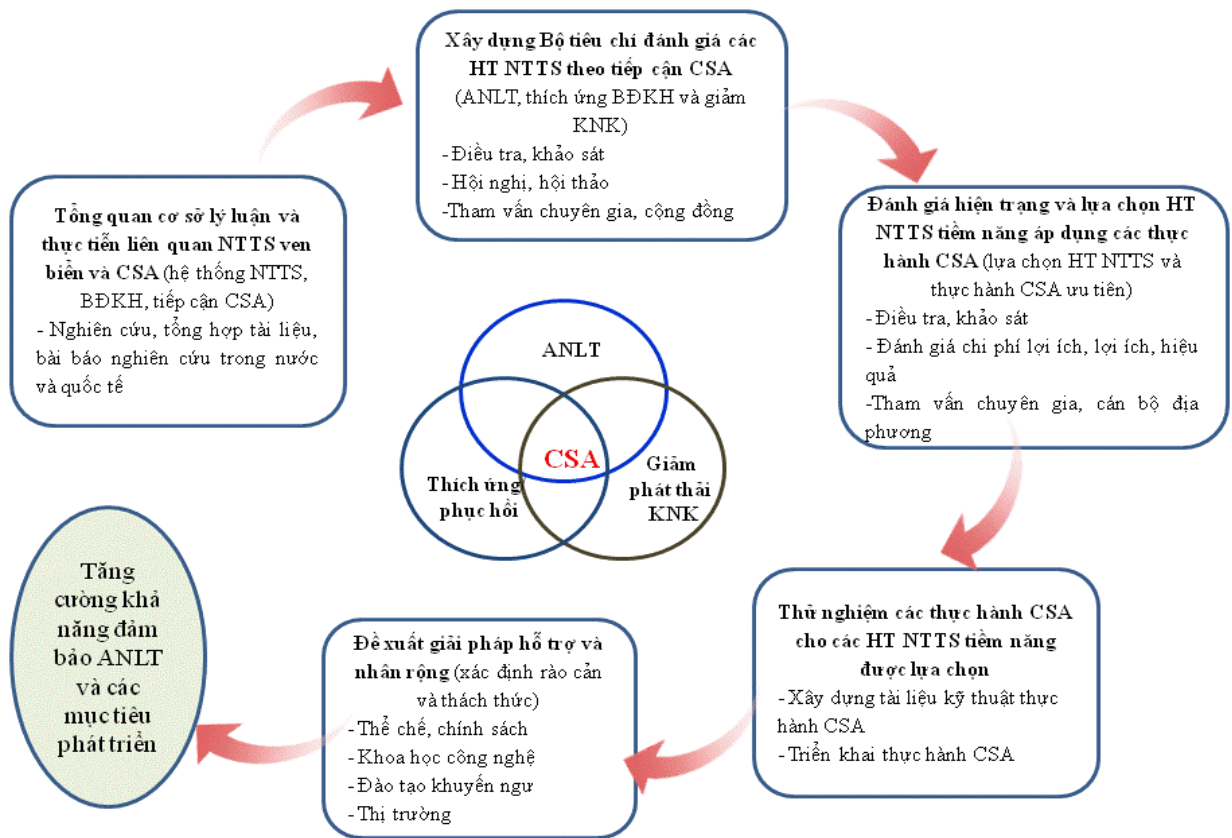 Tổng quan cơ sở lý luận và
thực tiễn liên quan NTTS ven
biển và CSA (hệ thống NTTS,
BĐKH, tiếp cận CSA)
- Nghiên cứu, tổng hợp tài liệu,
bài báo nghiên cứu trong nước
và quốc tế
Xây dựng Bộ tiêu chí đánh giá các
HT NTTS theo tiếp cận CSA
(ANLT, thích ứng BĐKH và giảm
KNK)
-Điều tra, khảo sát
-Hội nghị, hội thảo
-Tham vấn chuyên gia, cộng đồng
Đánh giá hiện trạng và lựa chọn HT
NTTS tiềm năng áp dụng các thực
hành CSA (lựa chọn HT NTTS và
thực hành CSA ưu tiên)
-Điều tra, khảo sát
-Đánh giá chi phí lợi ích, lợi ích, hiệu
quả
-Tham vấn chuyên gia, cán bộ địa
phương
ANLT
CSA
Thích ứng
phục hồi
Giảm
phát thải
KNK
Thử nghiệm các thực hành CSA
cho các HT NTTS tiềm năng
được lựa chọn
-Xây dựng tài liệu kỹ thuật thực
hành CSA
-Triển khai thực hành CSA
Đề xuất giải pháp hỗ trợ và
nhân rộng (xác định rào cản
và thách thức)
-Thể chế, chính sách
-Khoa học công nghệ
-Đào tạo khuyến ngư
-Thị trường
Tăng
cường khả
năng đảm
bảo ANLT
và các
mục tiêu
phát triển